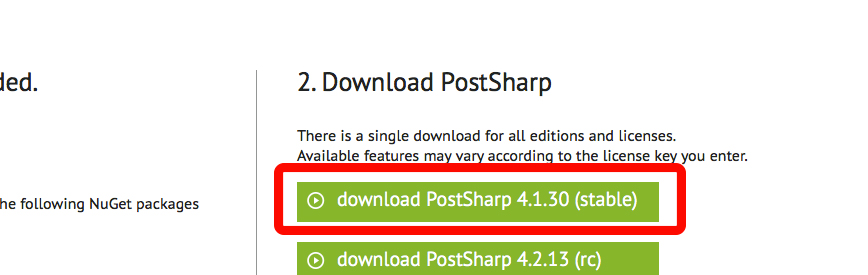 ded.
2. Download PostSharp
There is a single download for all editions and licenses.
Available features may vary according to the license key you enter.
he following NuGet packages
download PostSharp 4.1.30 (stable)
download PostSharp 4.2.13 (rc)